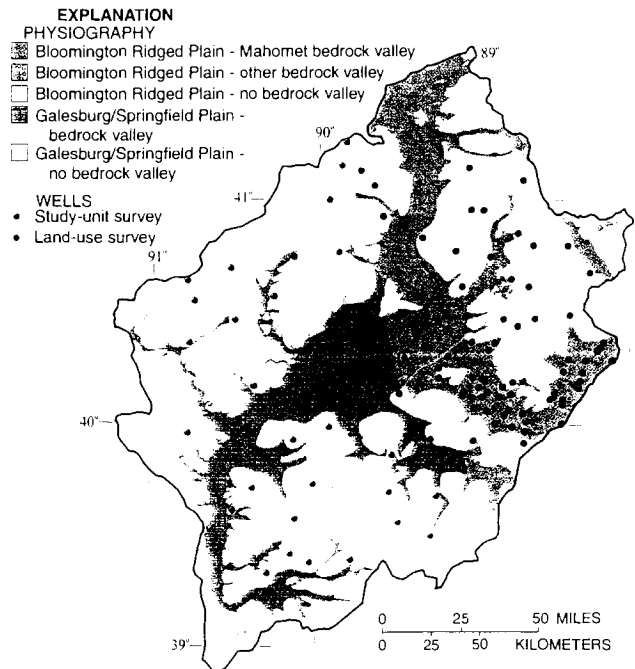 EXPLANATION
PHYSIOGRAPHY
Bloomington Ridged Plain - Mahomet bedrock valley
Bloomington Ridged Plain - other bedrock valley
Bloomington Ridged Plain - no bedrock valley
Galesburg/Springfield Plain -
bedrock valley
Galesburg/Springfield Plain -
no bedrock valley
WELLS
Study-unit survey
Land-use survey
89°
90°
41°
91°
40°
39°
0 25 50 MILES
0 25 50 KILOMETERS